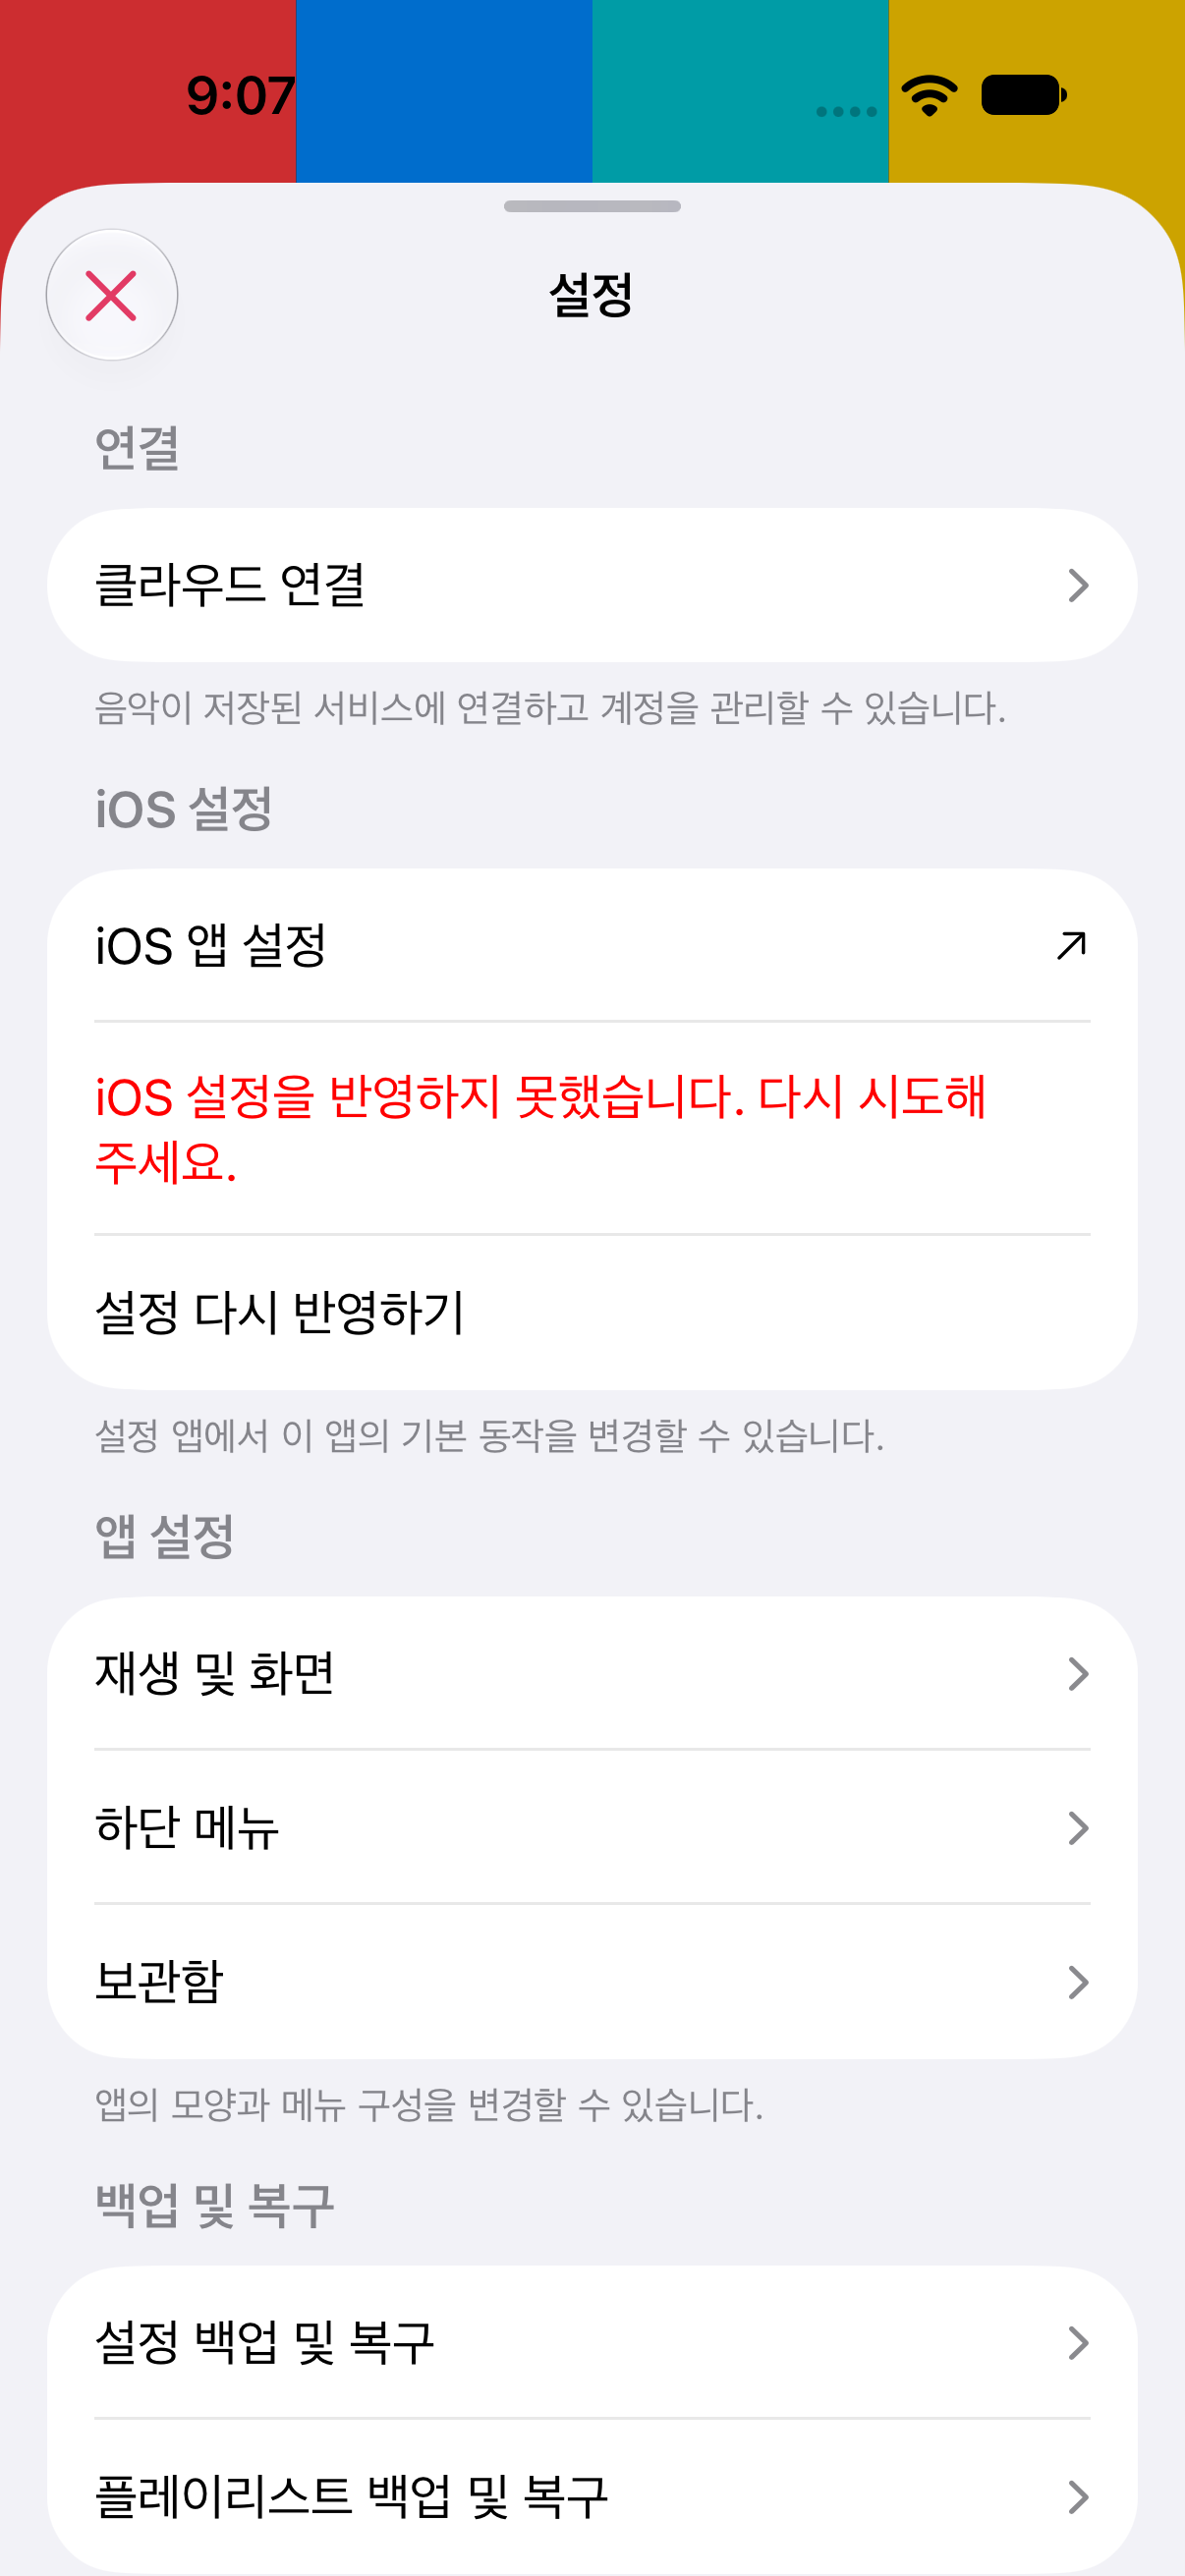 9:07
설정
연결
클라우드 연결
음악이 저장된 서비스에 연결하고 계정을 관리할 수 있습니다.
iOS 설정
iOS 앱 설정
iOS 설정을 반영하지 못했습니다. 다시 시도해
주세요.
설정 다시 반영하기
설정 앱에서 이 앱의 기본 동작을 변경할 수 있습니다.
앱 설정
재생 및 화면
하단 메뉴
보관함
앱의 모양과 메뉴 구성을 변경할 수 있습니다.
백업 및 복구
설정 백업 및 복구
플레이리스트 백업 및 복구